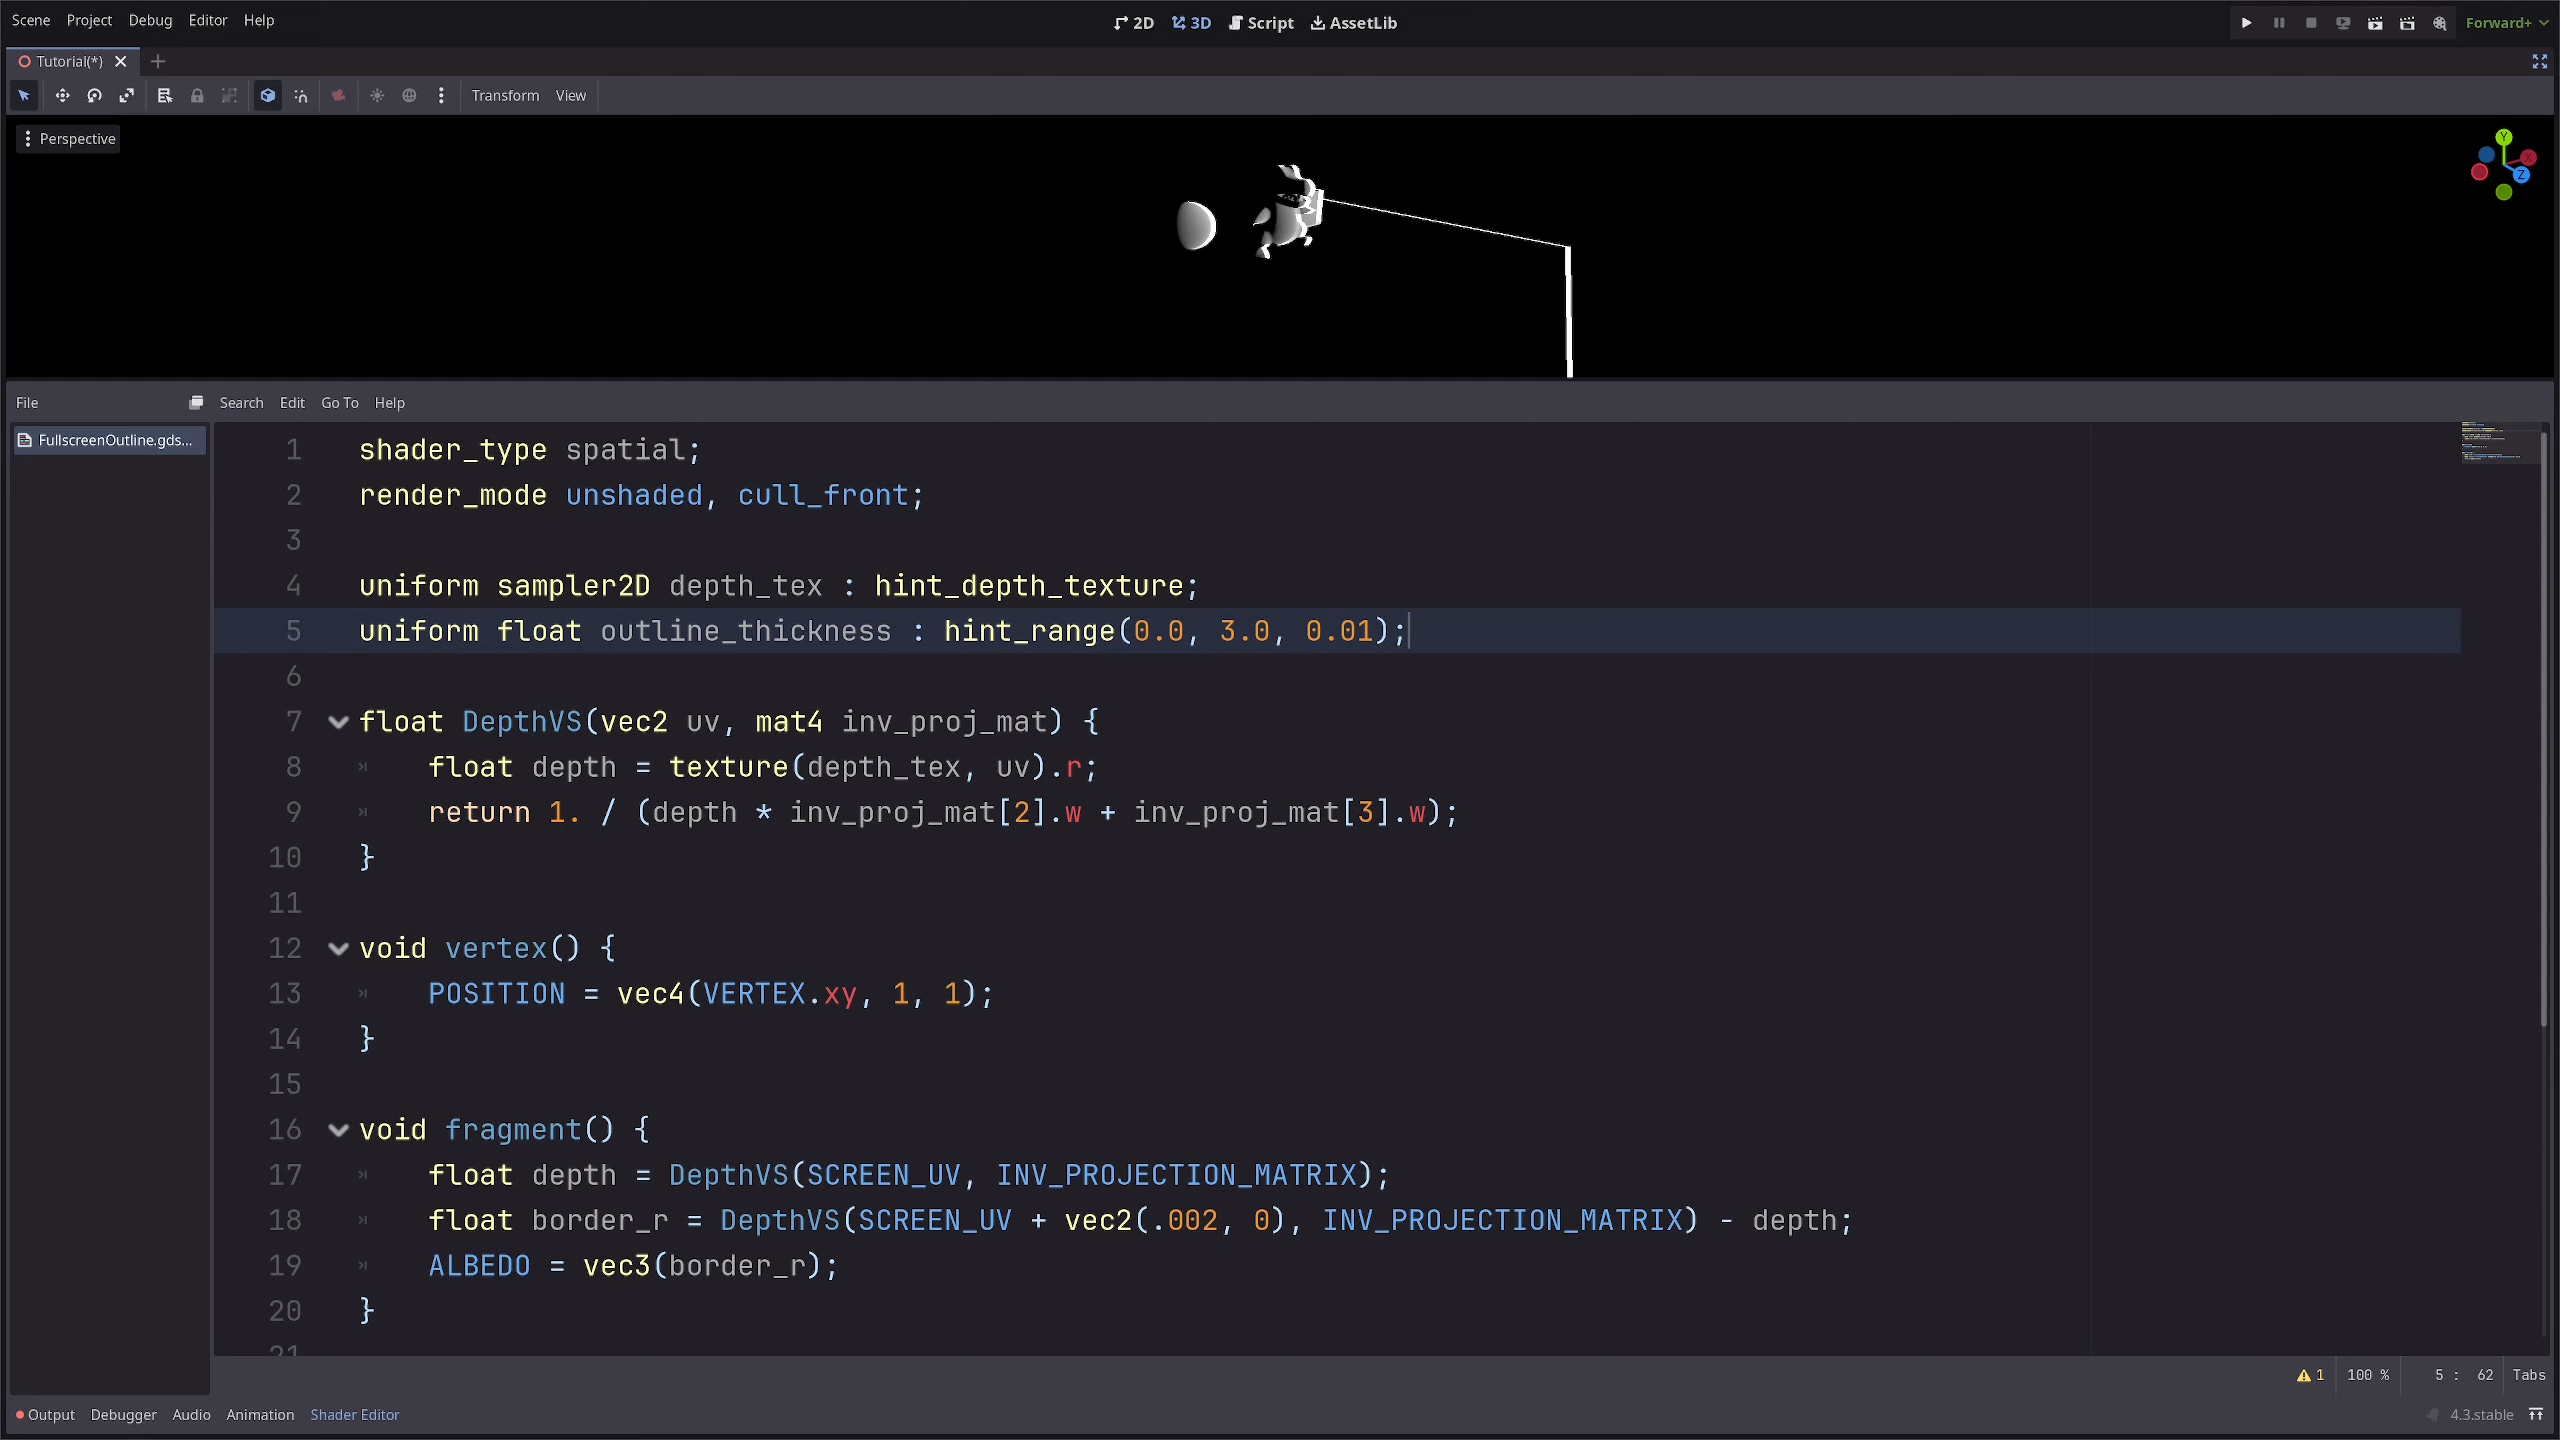 Scene Project Debug Editor Help
2D 3D Script AssetLib
Forward+
Tutorial(*)
Transform View
Perspective
Y
X
Z
File
Search Edit Go To Help
FullscreenOutline.gds...
1 shader_type spatial;
2 render_mode unshaded, cull_front;
3
4 uniform sampler2D depth_tex : hint_depth_texture;
5 uniform float outline_thickness : hint_range(0.0, 3.0, 0.01);
6
7 float DepthVS(vec2 uv, mat4 inv_proj_mat) {
8 float depth = texture(depth_tex, uv).r;
9 return 1. / (depth * inv_proj_mat[2].w + inv_proj_mat[3].w);
10 }
11
12 void vertex() {
13 POSITION = vec4(VERTEX.xy, 1, 1);
14 }
15
16 void fragment() {
17 float depth = DepthVS(SCREEN_UV, INV_PROJECTION_MATRIX);
18 float border_r = DepthVS(SCREEN_UV + vec2(.002, 0), INV_PROJECTION_MATRIX) - depth;
19 ALBEDO = vec3(border_r);
20 }
21
1 100 % 5 : 62 Tabs
Output Debugger Audio Animation Shader Editor
4.3.stable